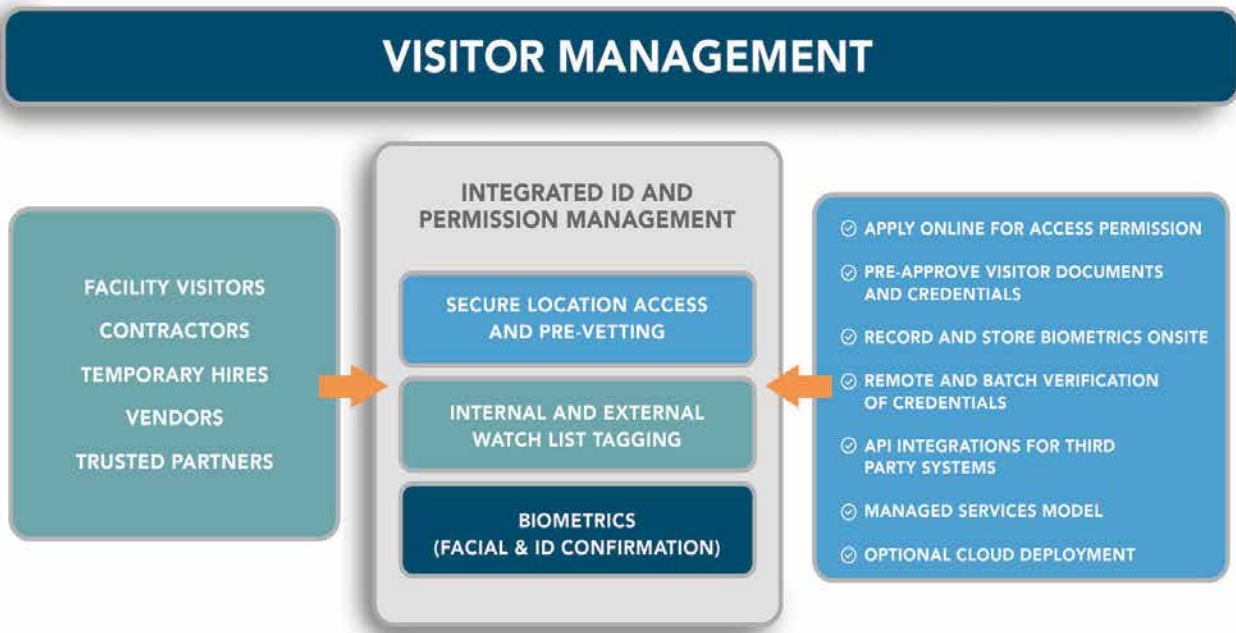 VISITOR MANAGEMENT
FACILITY VISITORS
CONTRACTORS
TEMPORARY HIRES
VENDORS
TRUSTED PARTNERS
INTEGRATED ID AND
PERMISSION MANAGEMENT
SECURE LOCATION ACCESS
AND PRE-VETTING
INTERNAL AND EXTERNAL
WATCH LIST TAGGING
BIOMETRICS
(FACIAL & ID CONFIRMATION)
APPLY ONLINE FOR ACCESS PERMISSION
PRE-APPROVE VISITOR DOCUMENTS
AND CREDENTIALS
RECORD AND STORE BIOMETRICS ONSITE
REMOTE AND BATCH VERIFICATION
OF CREDENTIALS
API INTEGRATIONS FOR THIRD
PARTY SYSTEMS
MANAGED SERVICES MODEL
OPTIONAL CLOUD DEPLOYMENT